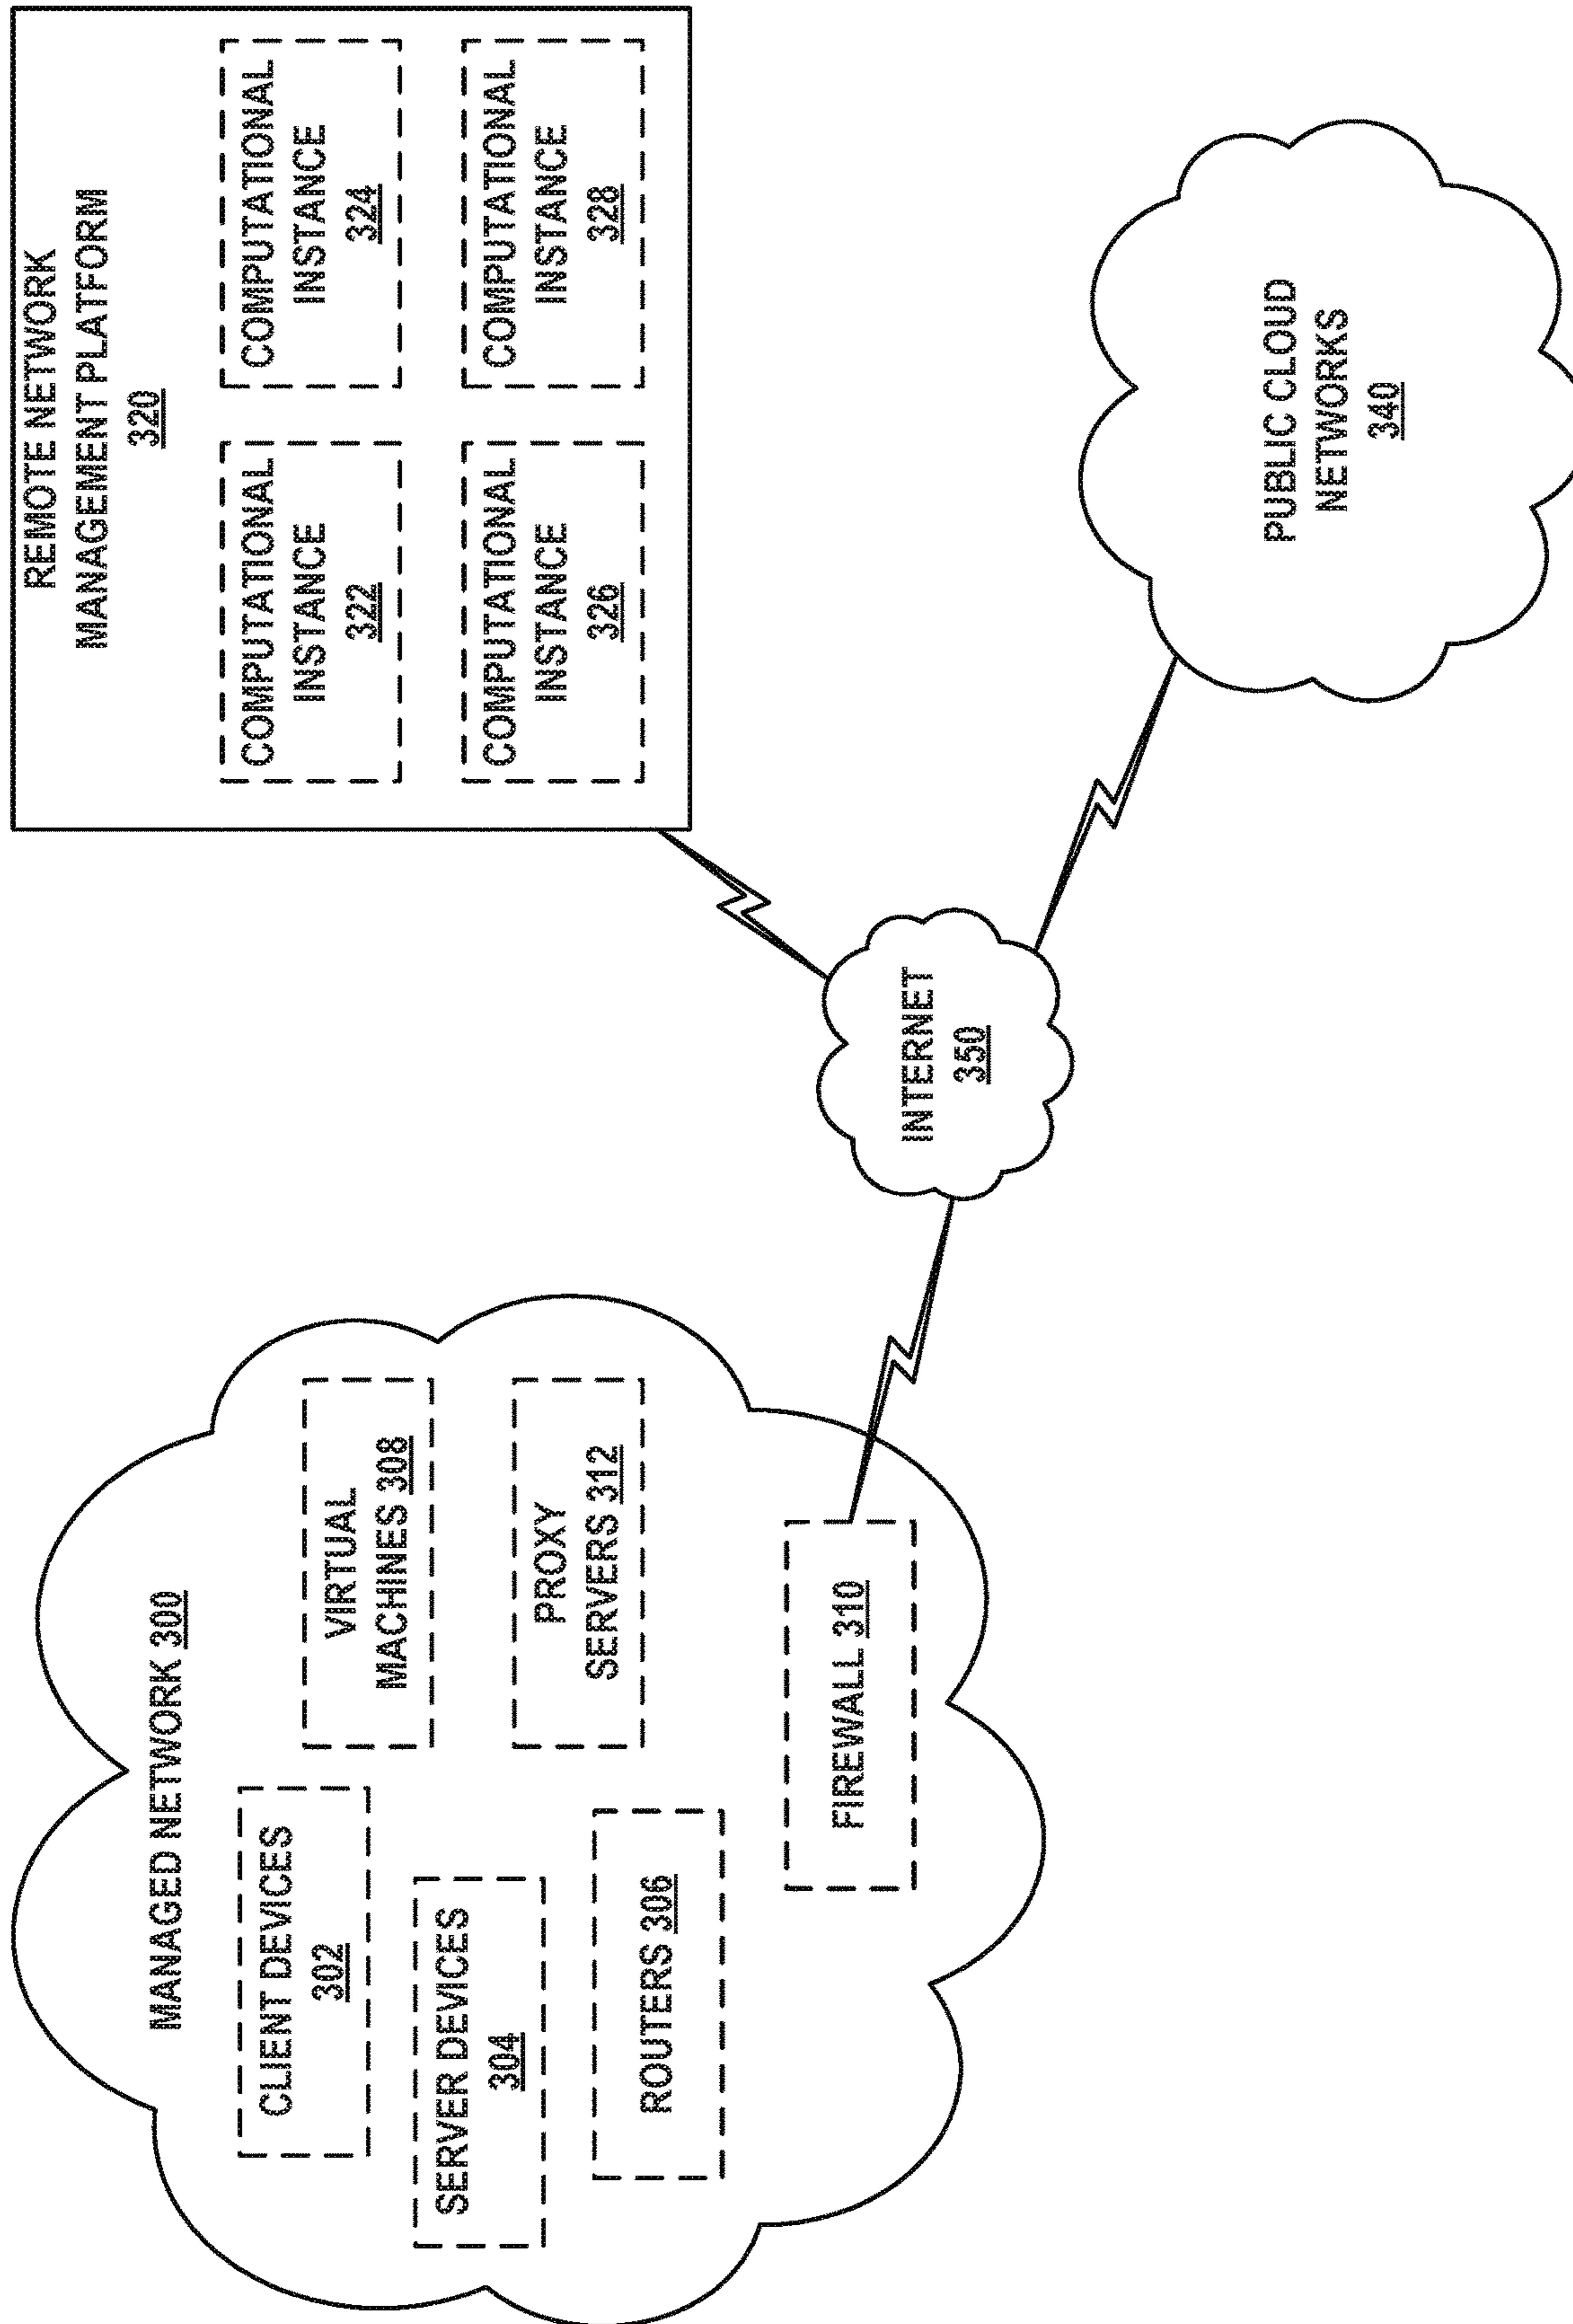 MANAGED NETWORK 300
CLIENT DEVICES
302
SERVER DEVICES
304
ROUTERS 306
VIRTUAL
MACHINES 308
PROXY
SERVERS 312
FIREWALL 310
INTERNET
350
REMOTE NETWORK
MANAGEMENT PLATFORM
320
COMPUTATIONAL
INSTANCE
322
COMPUTATIONAL
INSTANCE
324
COMPUTATIONAL
INSTANCE
326
COMPUTATIONAL
INSTANCE
328
PUBLIC CLOUD
NETWORKS
340